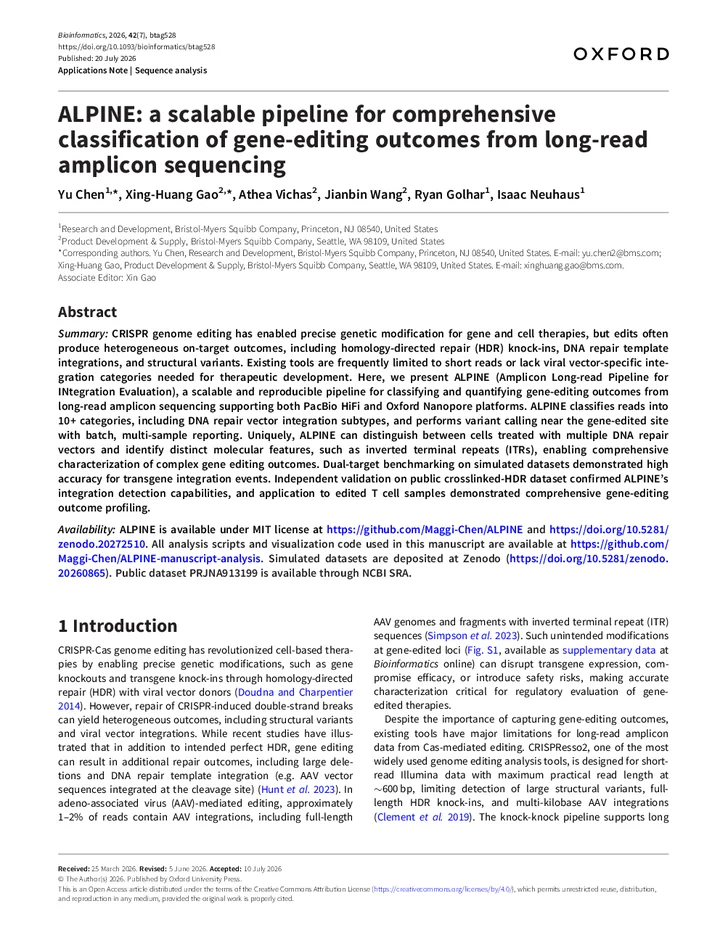 Bioinformatics, 2026, 42(7), btag528
https://doi.org/10.1093/bioinformatics/btag528
Published: 20 July 2026
Applications Note | Sequence analysis
OXFORD
ALPINE: a scalable pipeline for comprehensive
classification of gene-editing outcomes from long-read
amplicon sequencing
Yu Chen1,*, Xing-Huang Gao2,*, Athea Vichas2, Jianbin Wang2, Ryan Golhar1, Isaac Neuhaus1
1Research and Development, Bristol-Myers Squibb Company, Princeton, NJ 08540, United States
2Product Development & Supply, Bristol-Myers Squibb Company, Seattle, WA 98109, United States
*Corresponding authors. Yu Chen, Research and Development, Bristol-Myers Squibb Company, Princeton, NJ 08540, United States. E-mail: yu.chen2@bms.com;
Xing-Huang Gao, Product Development & Supply, Bristol-Myers Squibb Company, Seattle, WA 98109, United States. E-mail: xinghuang.gao@bms.com.
Associate Editor: Xin Gao
Abstract
Summary: CRISPR genome editing has enabled precise genetic modification for gene and cell therapies, but edits often
produce heterogeneous on-target outcomes, including homology-directed repair (HDR) knock-ins, DNA repair template
integrations, and structural variants. Existing tools are frequently limited to short reads or lack viral vector-specific inte-
gration categories needed for therapeutic development. Here, we present ALPINE (Amplicon Long-read Pipeline for
INtegration Evaluation), a scalable and reproducible pipeline for classifying and quantifying gene-editing outcomes from
long-read amplicon sequencing supporting both PacBio HiFi and Oxford Nanopore platforms. ALPINE classifies reads into
10+ categories, including DNA repair vector integration subtypes, and performs variant calling near the gene-edited site
with batch, multi-sample reporting. Uniquely, ALPINE can distinguish between cells treated with multiple DNA repair
vectors and identify distinct molecular features, such as inverted terminal repeats (ITRs), enabling comprehensive
characterization of complex gene editing outcomes. Dual-target benchmarking on simulated datasets demonstrated high
accuracy for transgene integration events. Independent validation on public crosslinked-HDR dataset confirmed ALPINE's
integration detection capabilities, and application to edited T cell samples demonstrated comprehensive gene-editing
outcome profiling.
Availability: ALPINE is available under MIT license at https://github.com/Maggi-Chen/ALPINE and https://doi.org/10.5281/
zenodo.20272510. All analysis scripts and visualization code used in this manuscript are available at https://github.com/
Maggi-Chen/ALPINE-manuscript-analysis. Simulated datasets are deposited at Zenodo (https://doi.org/10.5281/zenodo.
20260865). Public dataset PRJNA913199 is available through NCBI SRA.
1 Introduction
CRISPR-Cas genome editing has revolutionized cell-based thera-
pies by enabling precise genetic modifications, such as gene
knockouts and transgene knock-ins through homology-directed
repair (HDR) with viral vector donors (Doudna and Charpentier
2014). However, repair of CRISPR-induced double-strand breaks
can yield heterogeneous outcomes, including structural variants
and viral vector integrations. While recent studies have illus-
trated that in addition to intended perfect HDR, gene editing
can result in additional repair outcomes, including large dele-
tions and DNA repair template integration (e.g. AAV vector
sequences integrated at the cleavage site) (Hunt et al. 2023). In
adeno-associated virus (AAV)-mediated editing, approximately
1–2% of reads contain AAV integrations, including full-length
AAV genomes and fragments with inverted terminal repeat (ITR)
sequences (Simpson et al. 2023). Such unintended modifications
at gene-edited loci (Fig. S1, available as supplementary data at
Bioinformatics online) can disrupt transgene expression, com-
promise efficacy, or introduce safety risks, making accurate
characterization critical for regulatory evaluation of gene-
edited therapies.
Despite the importance of capturing gene-editing outcomes,
existing tools have major limitations for long-read amplicon
data from Cas-mediated editing. CRISPResso2, one of the most
widely used genome editing analysis tools, is designed for short-
read Illumina data with maximum practical read length at
~600 bp, limiting detection of large structural variants, full-
length HDR knock-ins, and multi-kilobase AAV integrations
(Clement et al. 2019). The knock-knock pipeline supports long
Received: 25 March 2026. Revised: 5 June 2026. Accepted: 10 July 2026
© The Author(s) 2026. Published by Oxford University Press.
This is an Open Access article distributed under the terms of the Creative Commons Attribution License (https://creativecommons.org/licenses/by/4.0/), which permits unrestricted reuse, distribution,
and reproduction in any medium, provided the original work is properly cited.